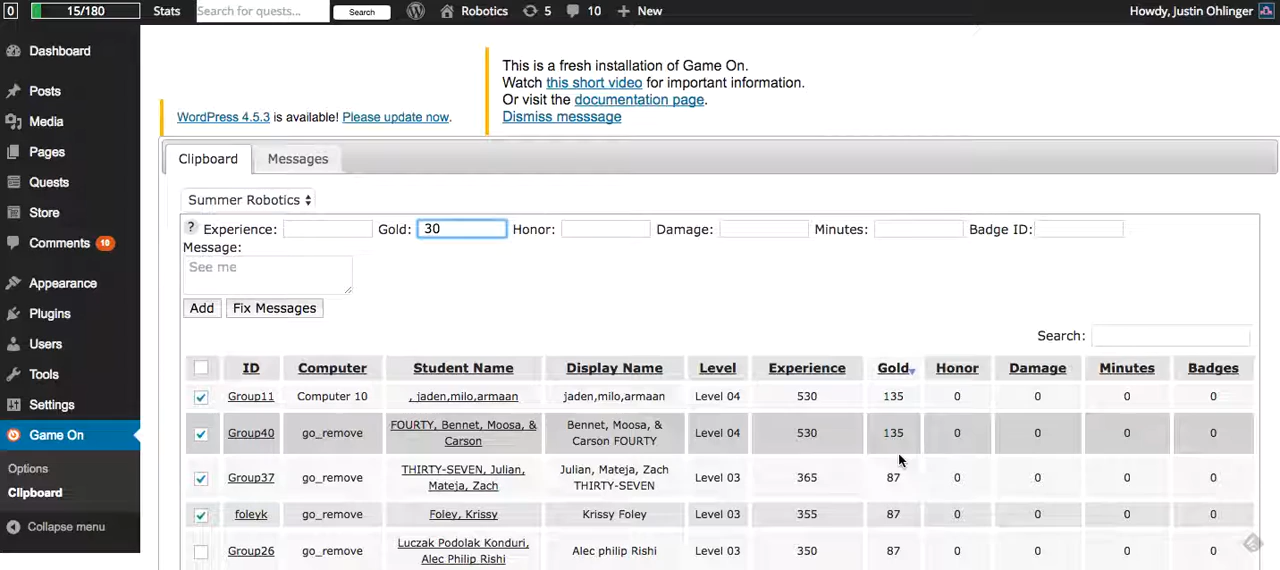 0 15/180 Stats Search for quests... Search Robotics 5 10 + New Howdy, Justin Ohlinger
Dashboard
Posts
Media
Pages
Quests
Store
Comments 10
Appearance
Plugins
Users
Tools
Settings
Game On
Options
Clipboard
Collapse menu
WordPress 4.5.3 is available! Please update now.
This is a fresh installation of Game On.
Watch this short video for important information.
Or visit the documentation page.
Dismiss messsage
Clipboard Messages
Summer Robotics
? Experience: Gold: 30 Honor: Damage: Minutes: Badge ID:
Message:
See me
Add Fix Messages
Search:
ID Computer Student Name Display Name Level Experience Gold Honor Damage Minutes Badges
Group11 Computer 10 , jaden,milo,armaan jaden,milo,armaan Level 04 530 135 0 0 0 0
Group40 go_remove FOURTY, Bennet, Moosa, & Carson Bennet, Moosa, & Carson FOURTY Level 04 530 135 0 0 0 0
Group37 go_remove THIRTY-SEVEN, Julian, Mateja, Zach Julian, Mateja, Zach THIRTY-SEVEN Level 03 365 87 0 0 0 0
foleyk go_remove Foley, Krissy Krissy Foley Level 03 355 87 0 0 0 0
Group26 go_remove Luczak Podolak Konduri, Alec Philip Rishi Alec philip Rishi Level 03 350 87 0 0 0 0